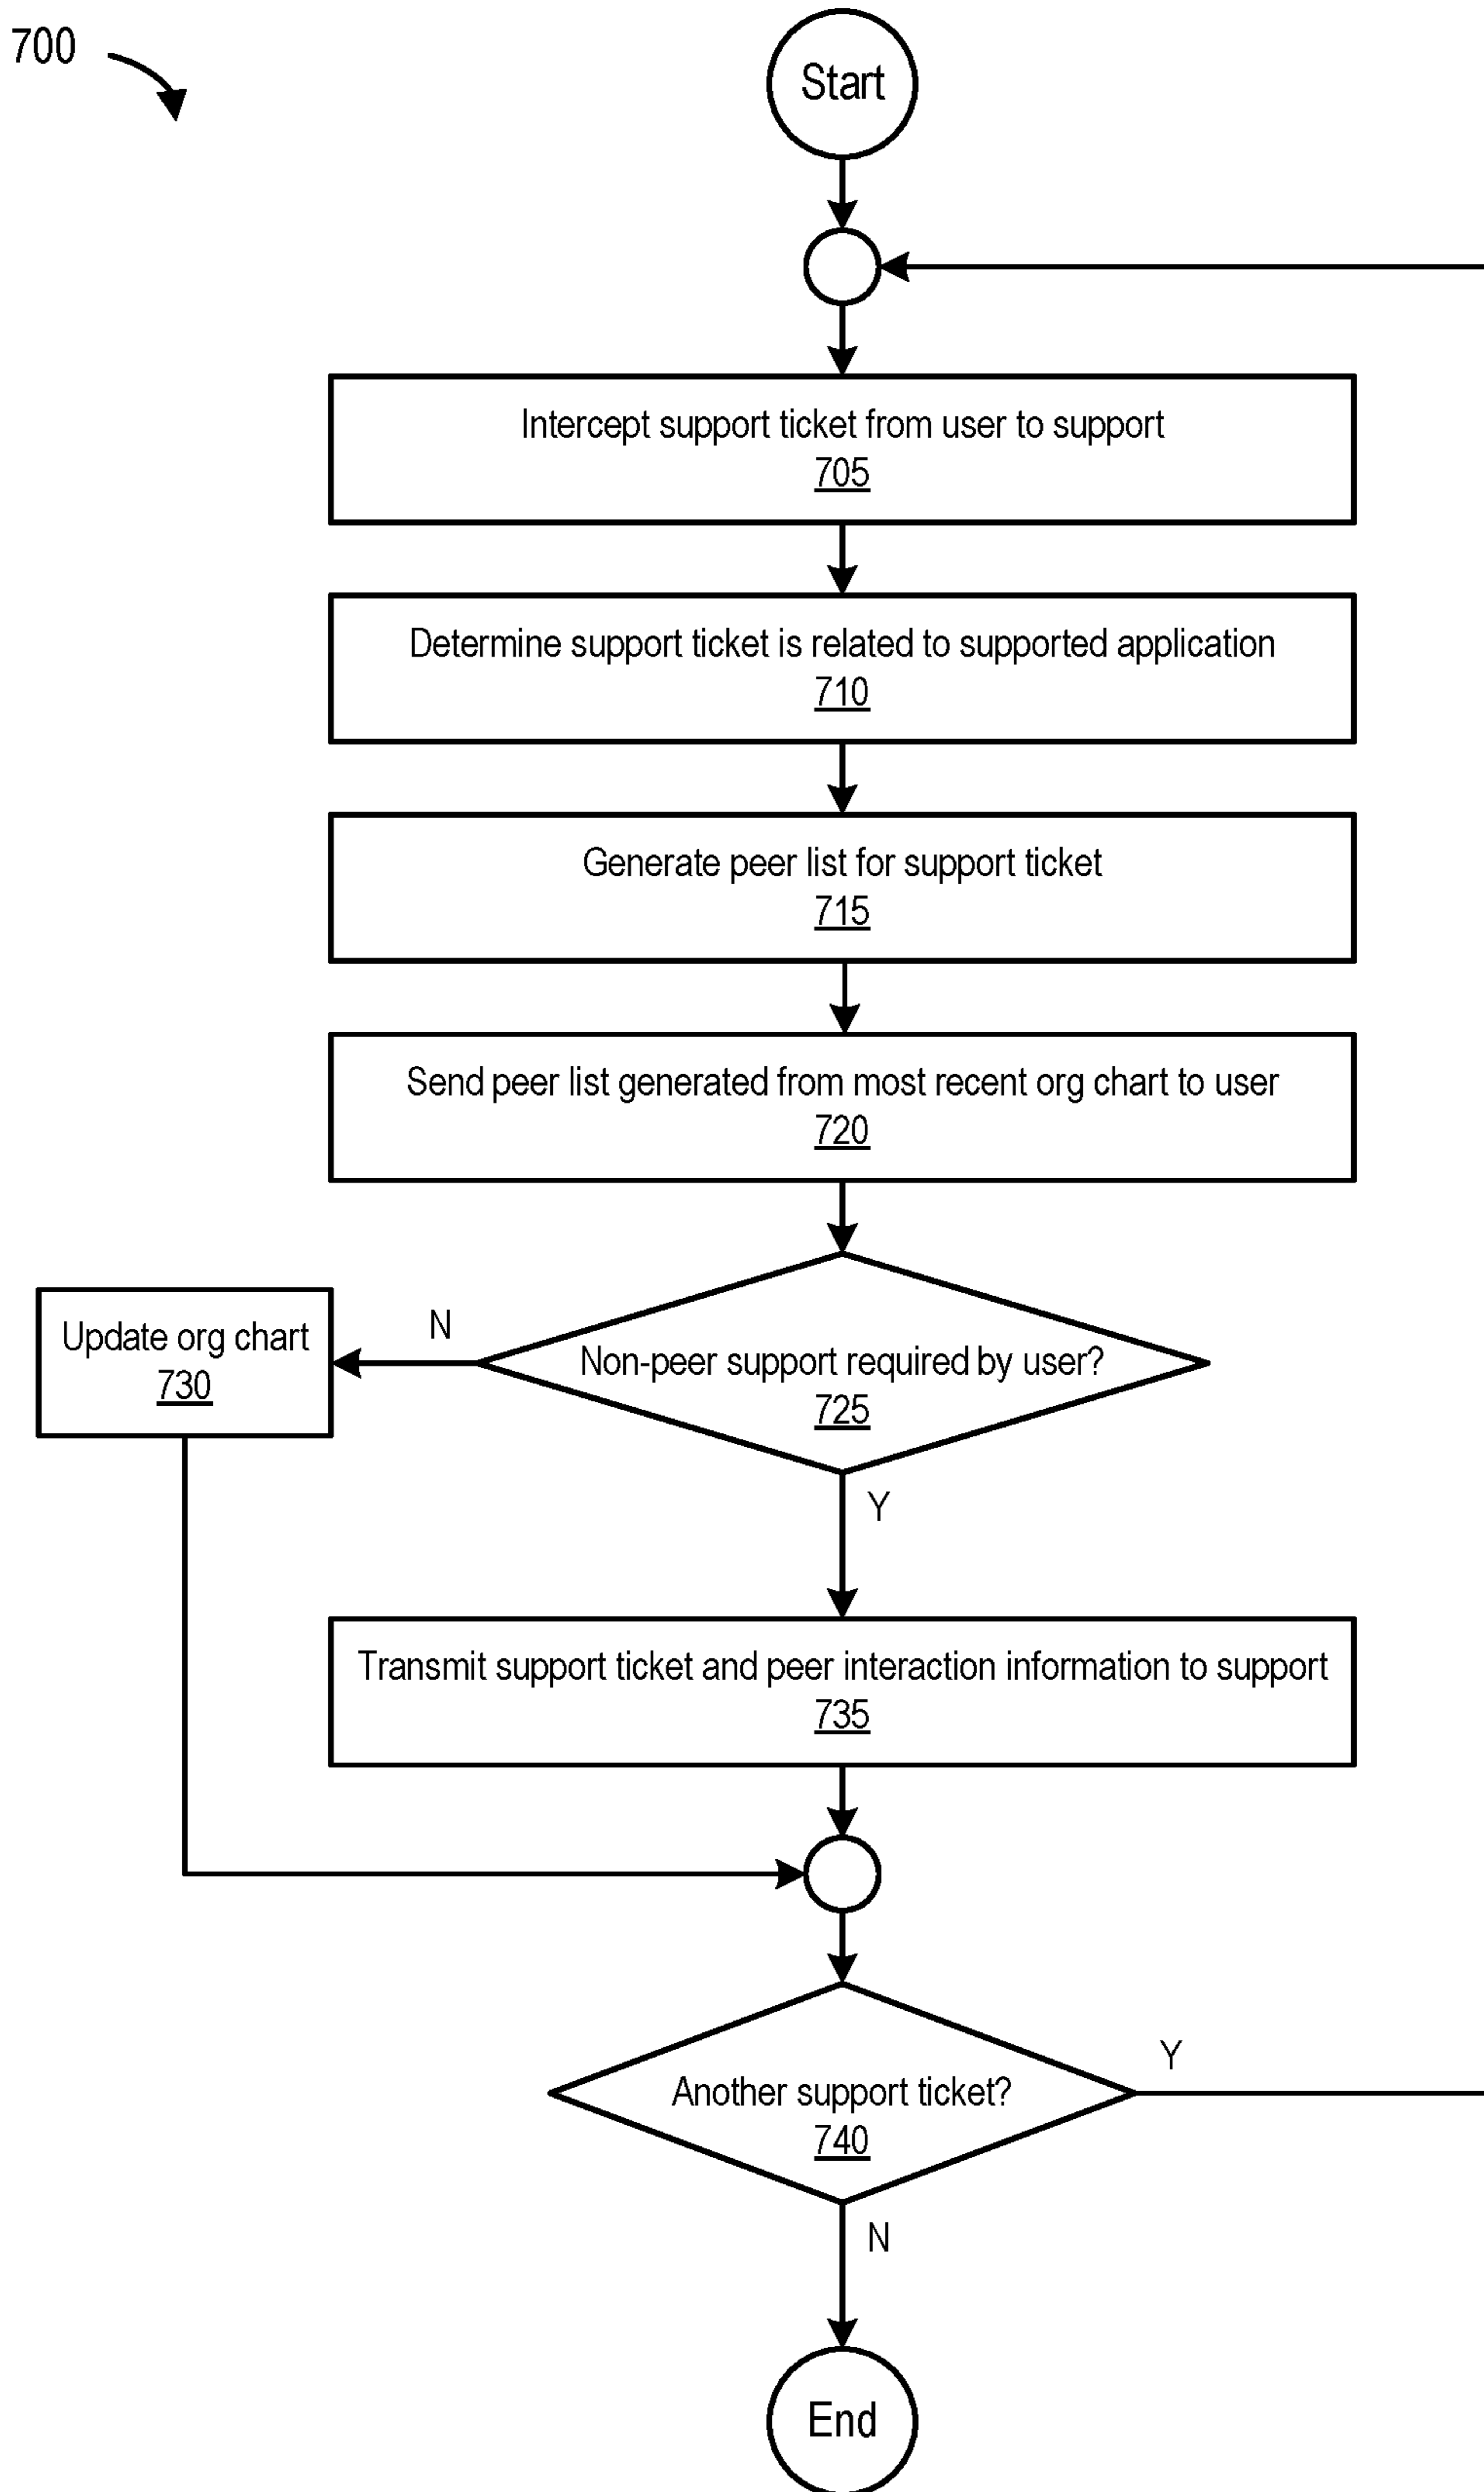 700
Start
Intercept support ticket from user to support
705
Determine support ticket is related to supported application
710
Generate peer list for support ticket
715
Send peer list generated from most recent org chart to user
720
Update org chart
730
N
Non-peer support required by user?
725
Y
Transmit support ticket and peer interaction information to support
735
Another support ticket?
740
Y
N
End